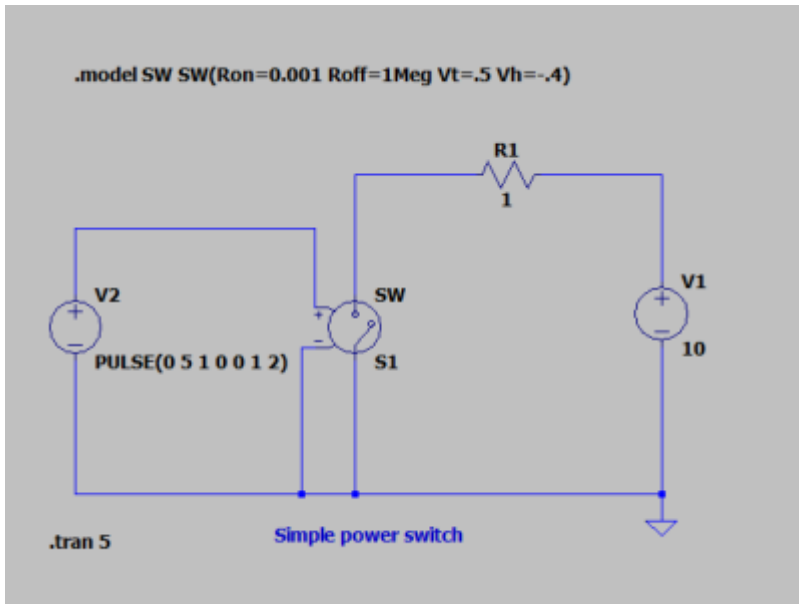 .model SW SW(Ron=0.001 Roff=1Meg Vt=.5 Vh=-.4)
R1
1
V2
PULSE(0 5 1 0 0 1 2)
+
-
SW
S1
+
-
V1
10
+
-
.tran 5
Simple power switch